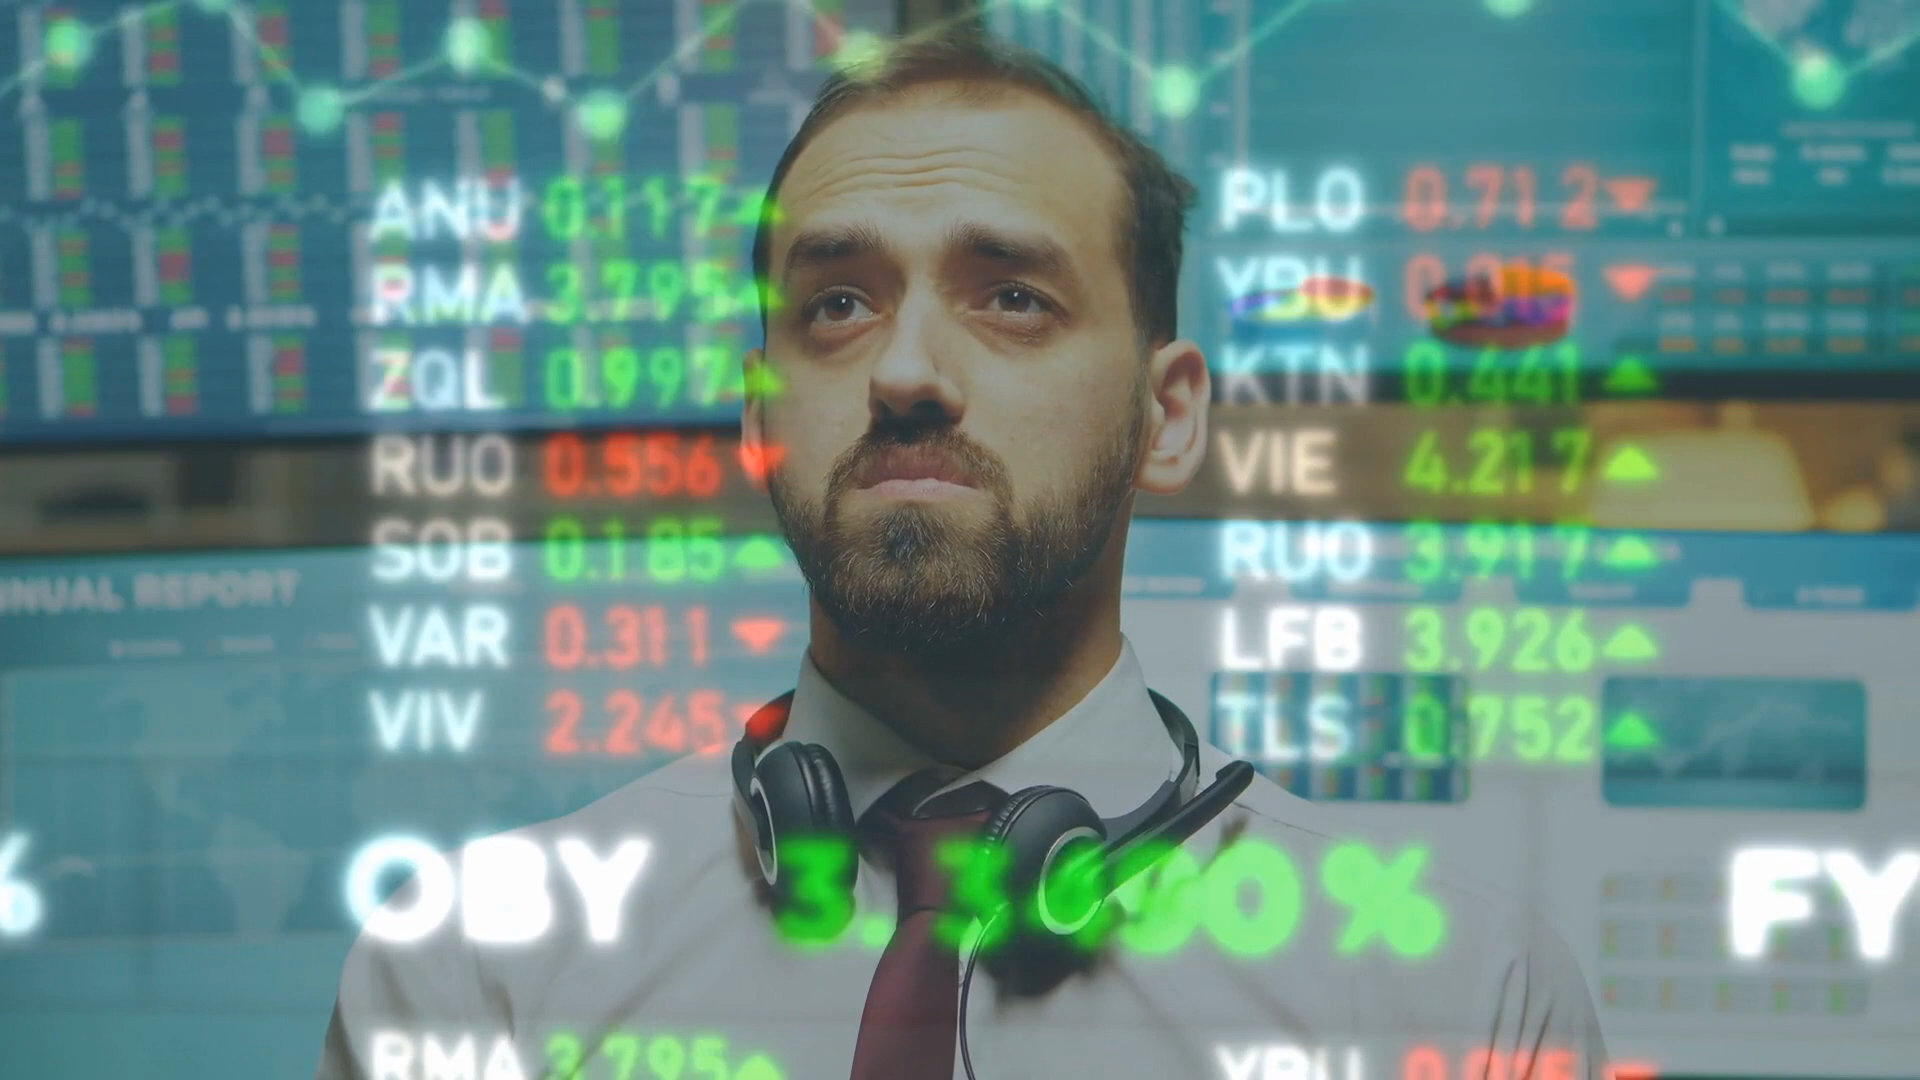 ANU 0.117
RMA 3.795
ZQL 0.997
RUO 0.556
SOB 0.185
VAR 0.311
VIV 2.245
PLO 0.712
YBU
KTN 0.441
VIE 4.217
RUO 3.917
LFB 3.926
TLS 0.752
NUAL REPORT
% OBY FY
RMA 3.795
YBU